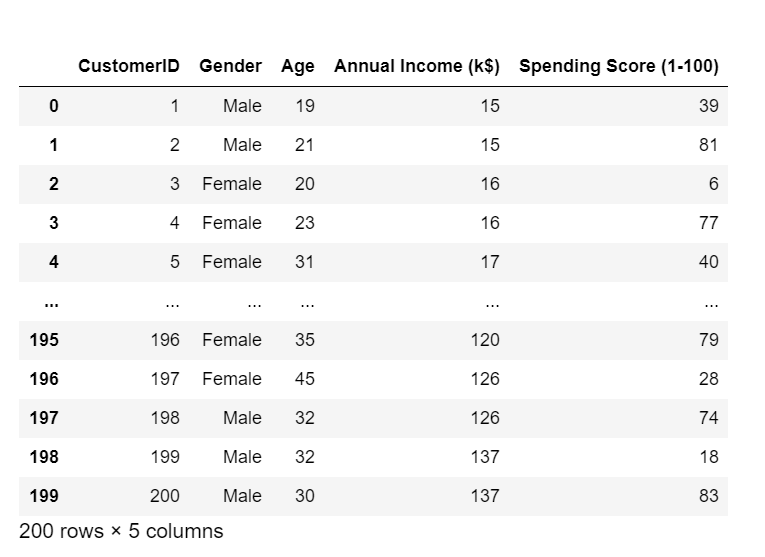 CustomerID Gender Age Annual Income (k$) Spending Score (1-100)
0 1 Male 19 15 39
1 2 Male 21 15 81
2 3 Female 20 16 6
3 4 Female 23 16 77
4 5 Female 31 17 40
... ... ... ... ... ...
195 196 Female 35 120 79
196 197 Female 45 126 28
197 198 Male 32 126 74
198 199 Male 32 137 18
199 200 Male 30 137 83
200 rows × 5 columns